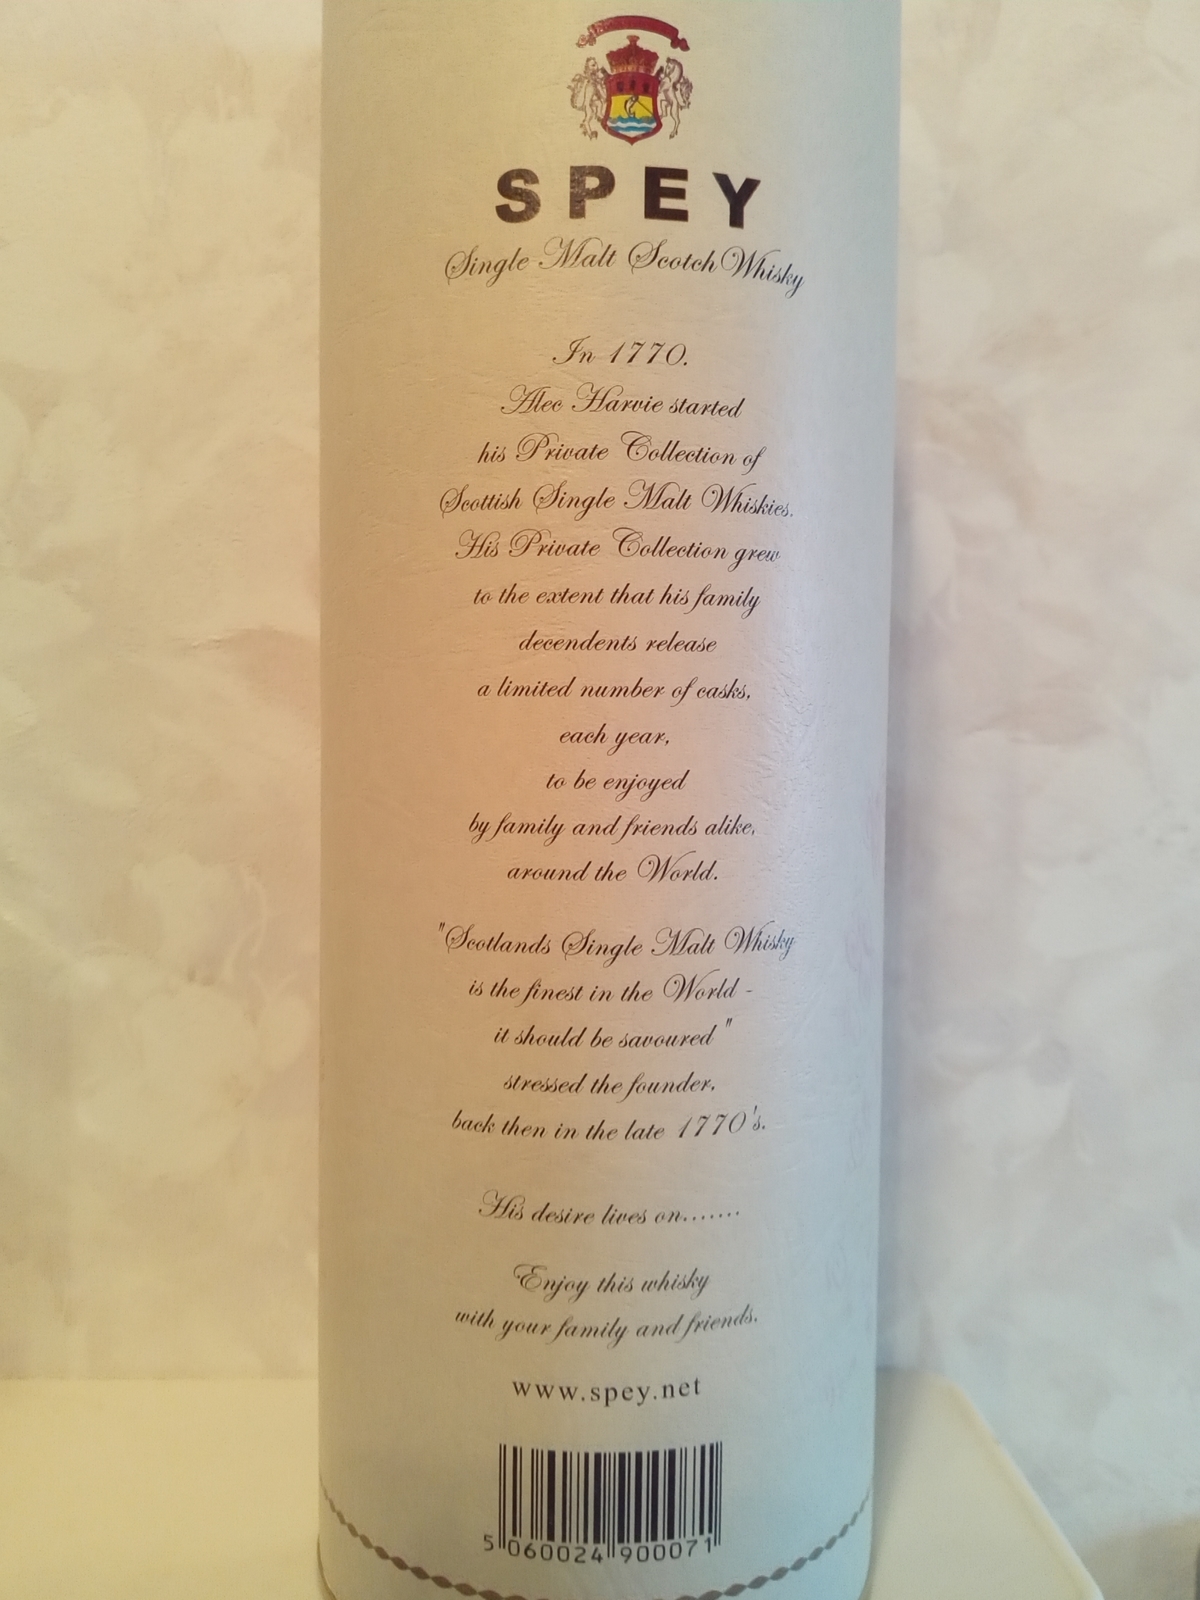 SPEY
Single Malt Scotch Whisky
In 1770.
Alec Harvie started
his Private Collection of
Scottish Single Malt Whiskies.
His Private Collection grew
to the extent that his family
decendents release
a limited number of casks,
each year,
to be enjoyed
by family and friends alike,
around the World.
"Scotlands Single Malt Whisky
is the finest in the World -
it should be savoured"
stressed the founder,
back then in the late 1770's.
His desire lives on.......
Enjoy this whisky
with your family and friends.
www.spey.net
5 060024 900071